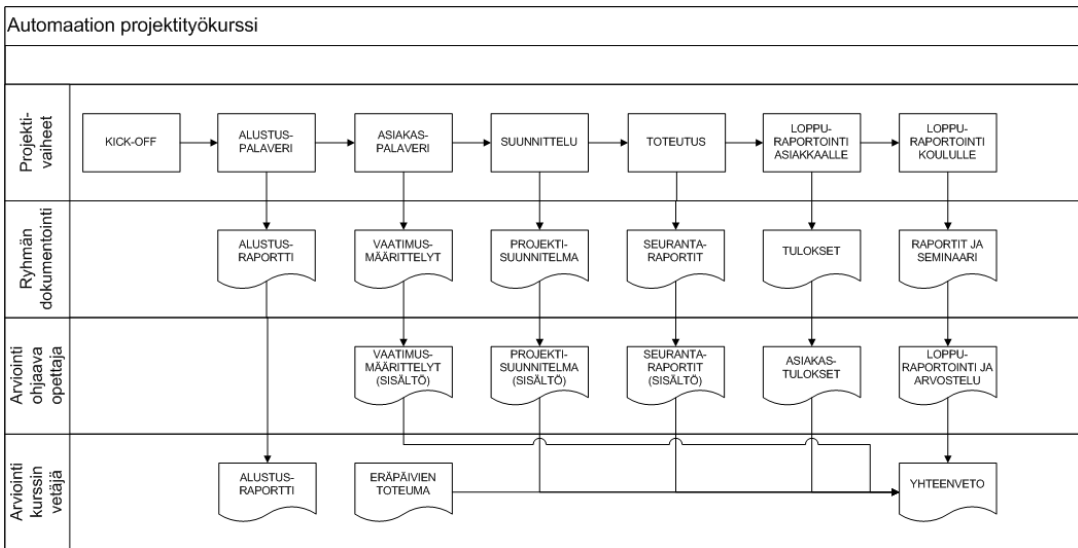 Automaation projektityökurssi
Projekti-
vaiheet
KICK-OFF
ALUSTUS-
PALAVERI
ASIAKAS-
PALAVERI
SUUNNITTELU
TOTEUTUS
LOPPU-
RAPORTOINTI
ASIAKKAALLE
LOPPU-
RAPORTOINTI
KOULULLE
Ryhmän
dokumentointi
ALUSTUS-
RAPORTTI
VAATIMUS-
MÄÄRITTELYT
PROJEKTI-
SUUNNITELMA
SEURANTA-
RAPORTIT
TULOKSET
RAPORTIT JA
SEMINAARI
Arviointi
ohjaava
opettaja
VAATIMUS-
MÄÄRITTELYT
(SISÄLTÖ)
PROJEKTI-
SUUNNITELMA
(SISÄLTÖ)
SEURANTA-
RAPORTIT
(SISÄLTÖ)
ASIAKAS-
TULOKSET
LOPPU-
RAPORTOINTI JA
ARVOSTELU
Arviointi
kurssin
vetäjä
ALUSTUS-
RAPORTTI
ERÄPÄIVIEN
TOTEUMA
YHTEENVETO